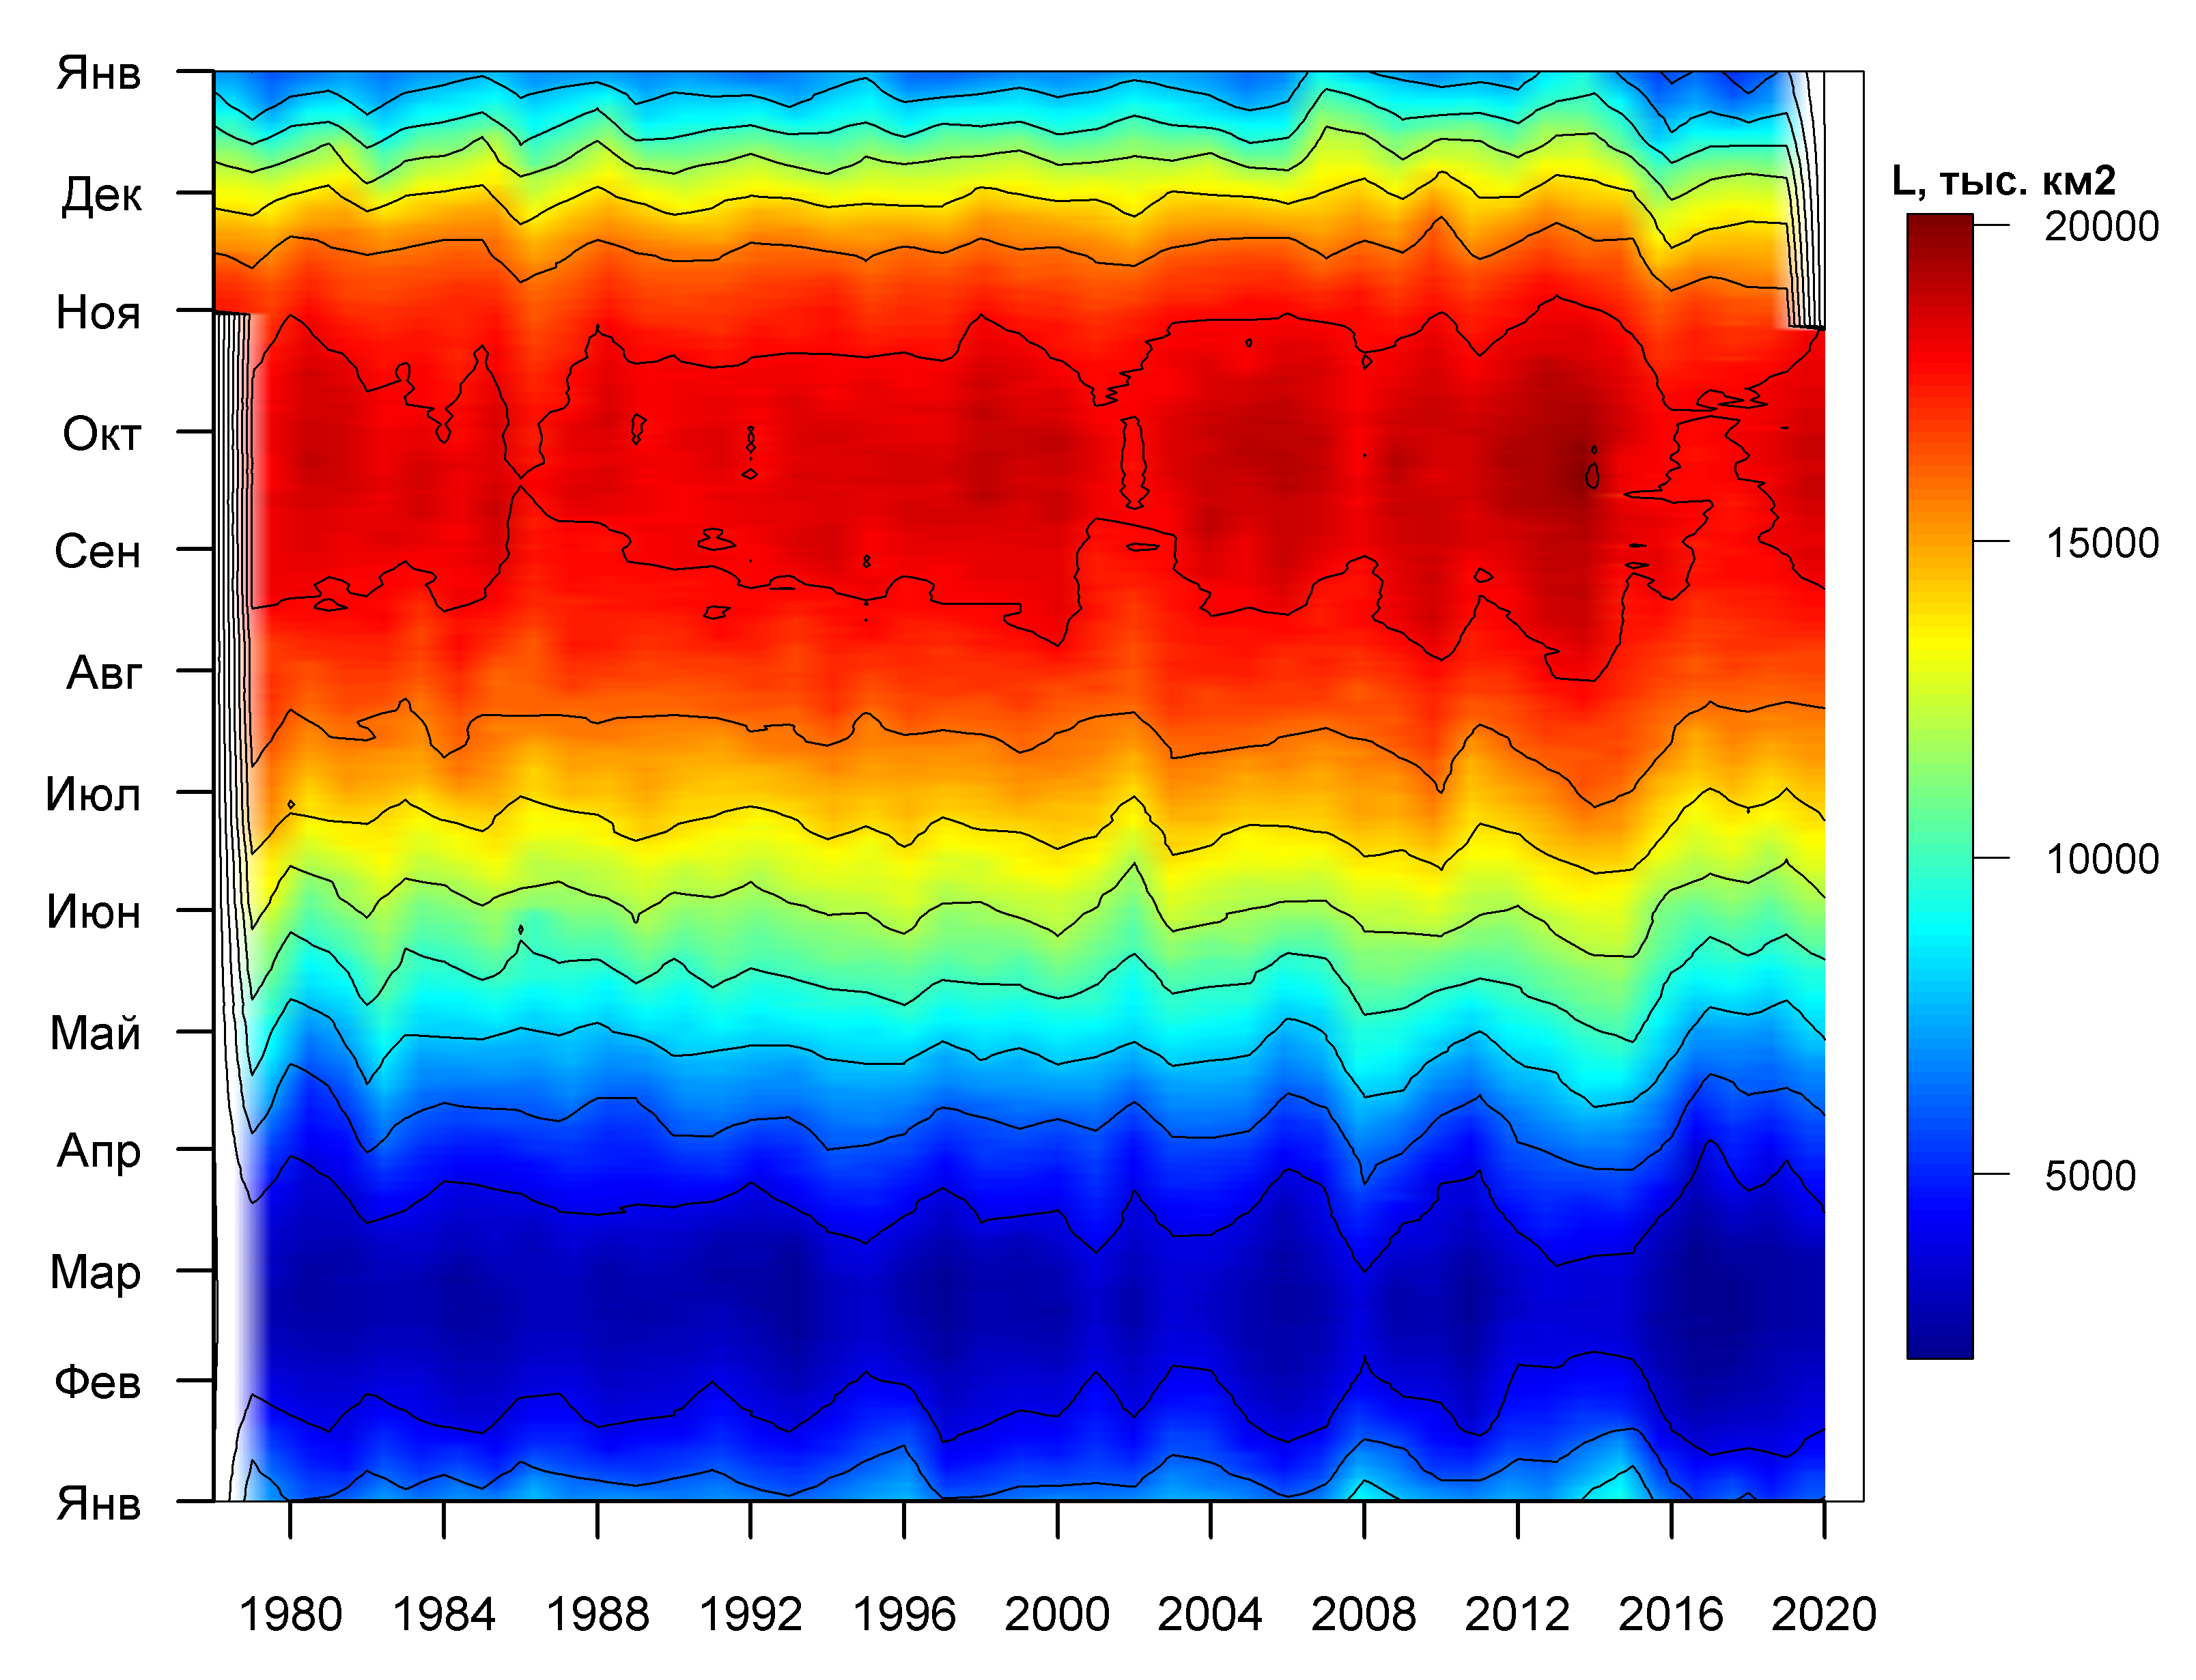 Янв
Дек
Ноя
Окт
Сен
Авг
Июл
Июн
Май
Апр
Мар
Фев
Янв
1980 1984 1988 1992 1996 2000 2004 2008 2012 2016 2020
L, тыс. км2
20000
15000
10000
5000